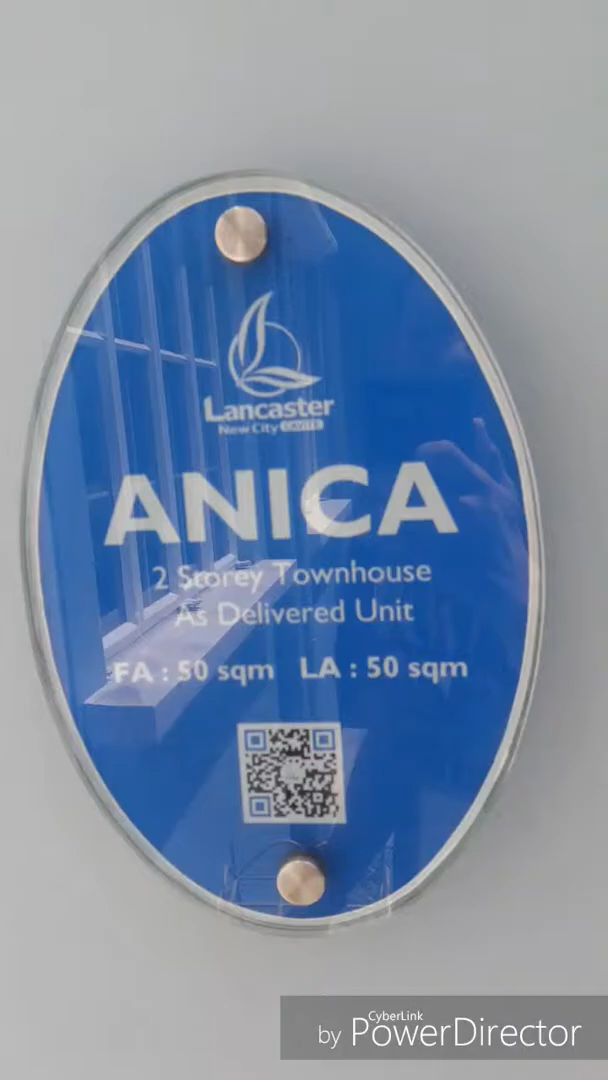 Lancaster
New City CAVITE
ANICA
2 Storey Townhouse
As Delivered Unit
FA : 50 sqm LA : 50 sqm
by CyberLink PowerDirector